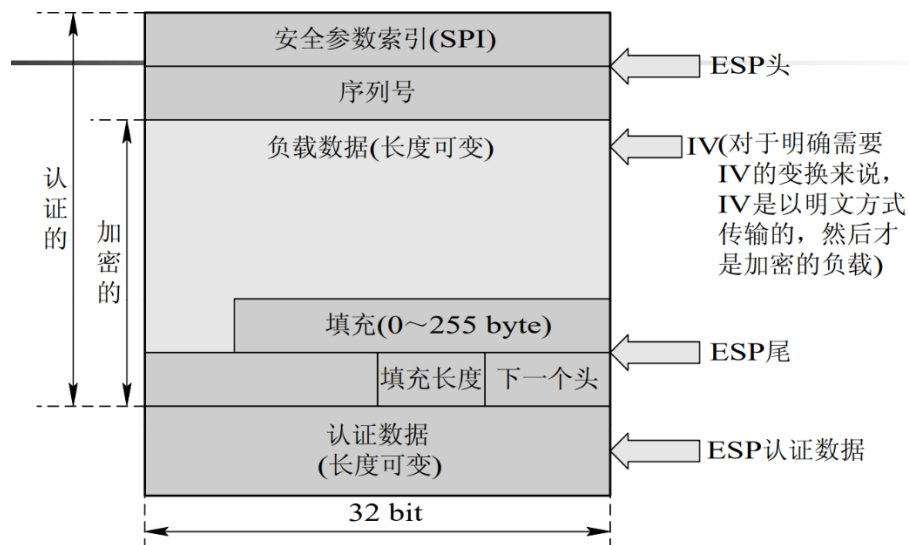 安全参数索引(SPI)
ESP头
序列号
负载数据(长度可变)
IV(对于明确需要
IV的变换来说，
IV是以明文方式
传输的，然后才
是加密的负载)
认证的
加密的
填充(0～255 byte)
ESP尾
填充长度
下一个头
认证数据
(长度可变)
ESP认证数据
32 bit